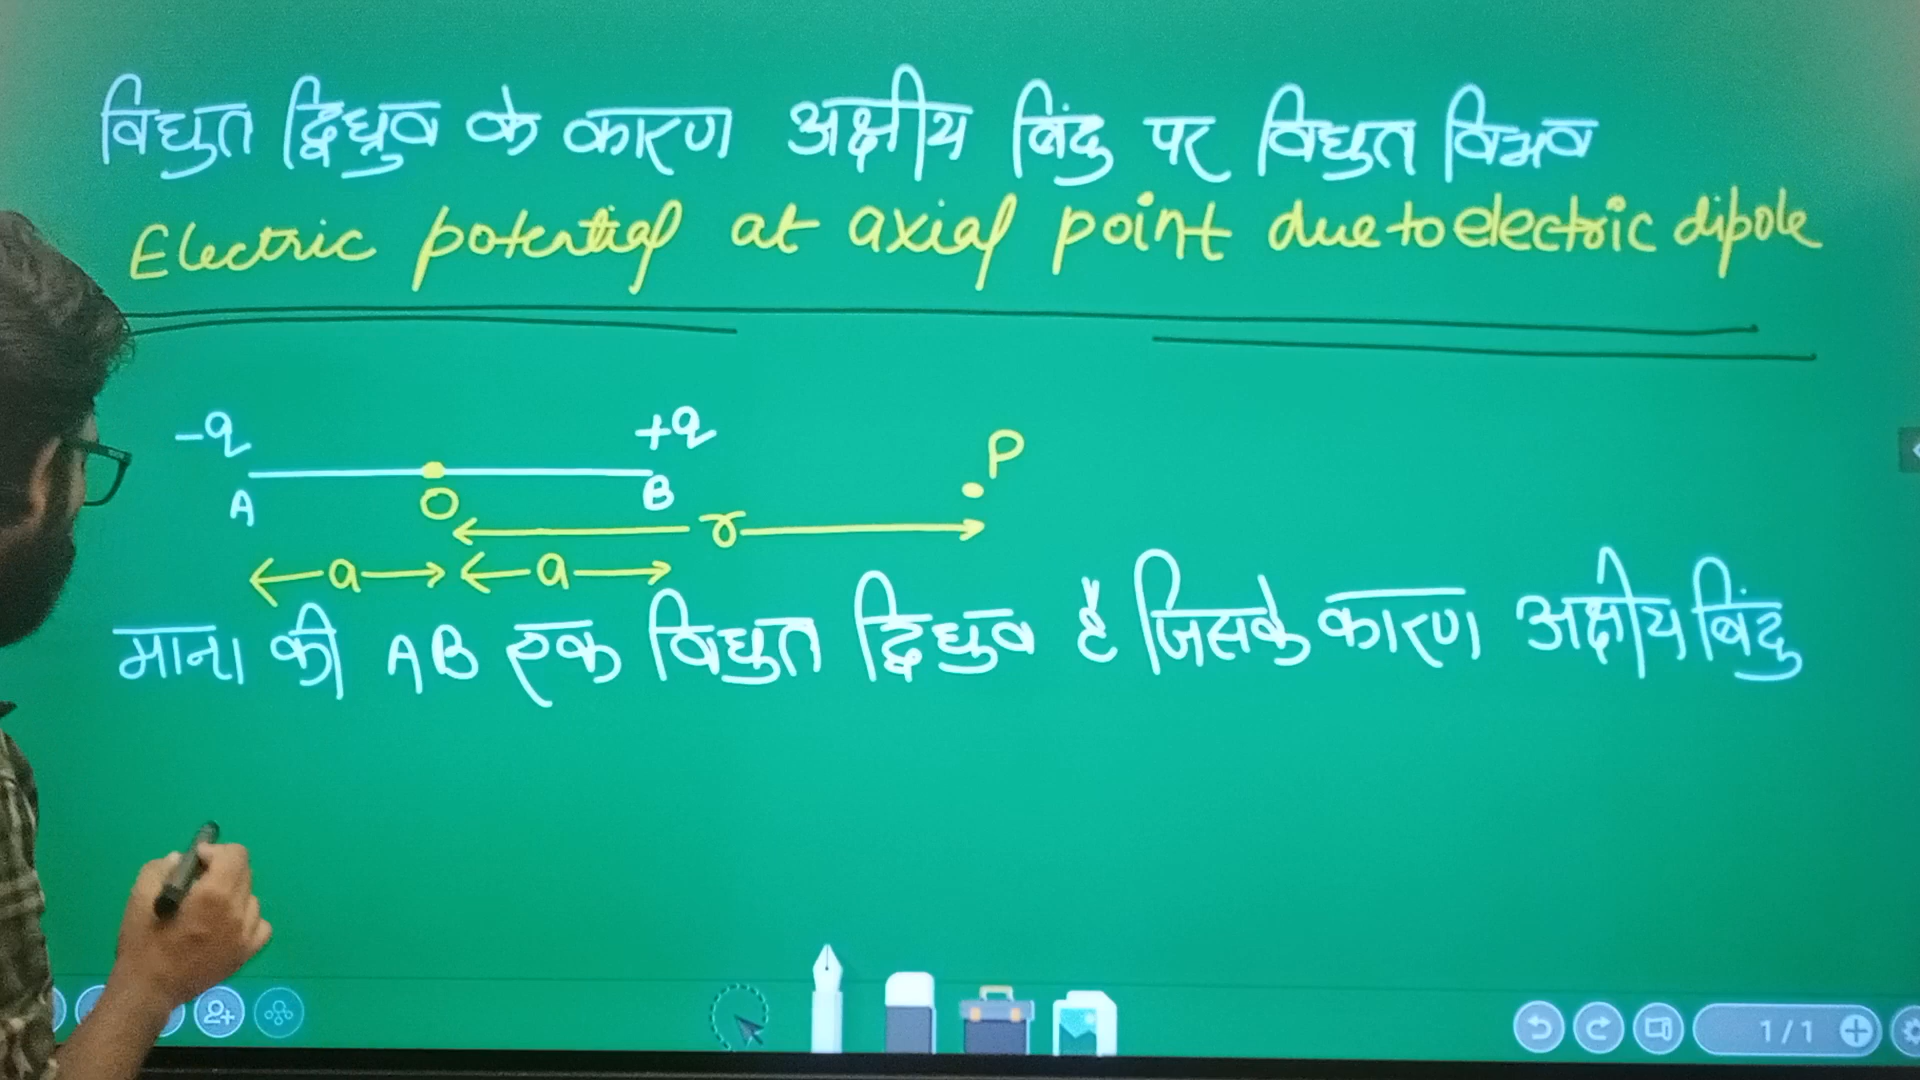 विद्युत द्विध्रुव के कारण अक्षीय बिंदु पर विद्युत विभव
Electric potential at axial point due to electric dipole
-q +q P
A O B
r
a a
माना की AB एक विद्युत द्विध्रुव है जिसके कारण अक्षीय बिंदु
1/1